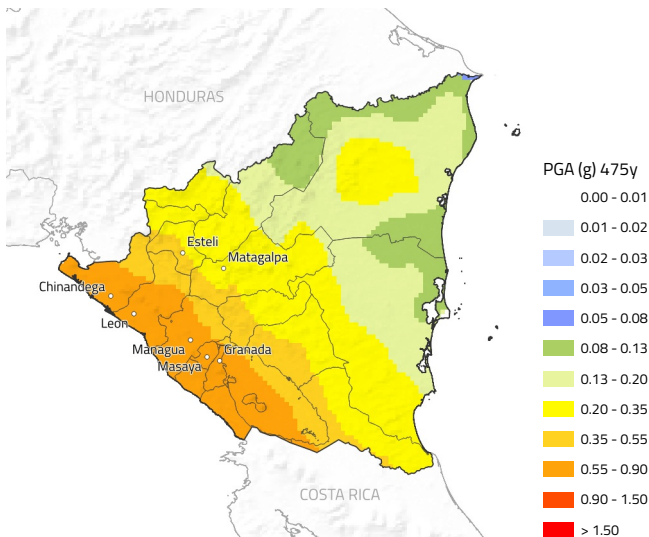 HONDURAS
Esteli
Matagalpa
Chinandega
Leon
Managua
Granada
Masaya
COSTA RICA
PGA (g) 475y
0.00 - 0.01
0.01 - 0.02
0.02 - 0.03
0.03 - 0.05
0.05 - 0.08
0.08 - 0.13
0.13 - 0.20
0.20 - 0.35
0.35 - 0.55
0.55 - 0.90
0.90 - 1.50
> 1.50